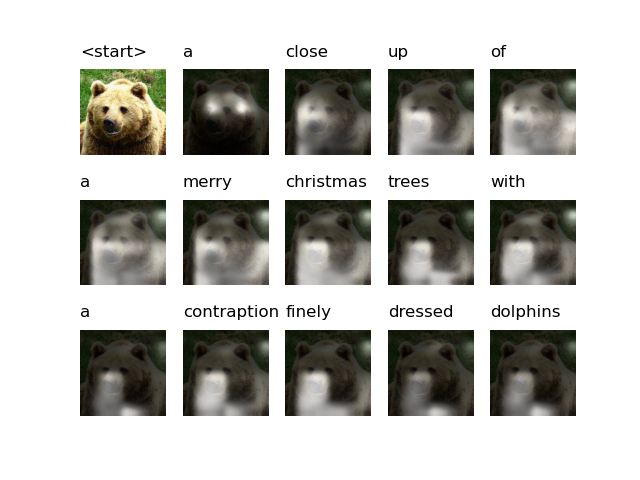 <start> a close up of
a merry christmas trees with
a contraption finely dressed dolphins